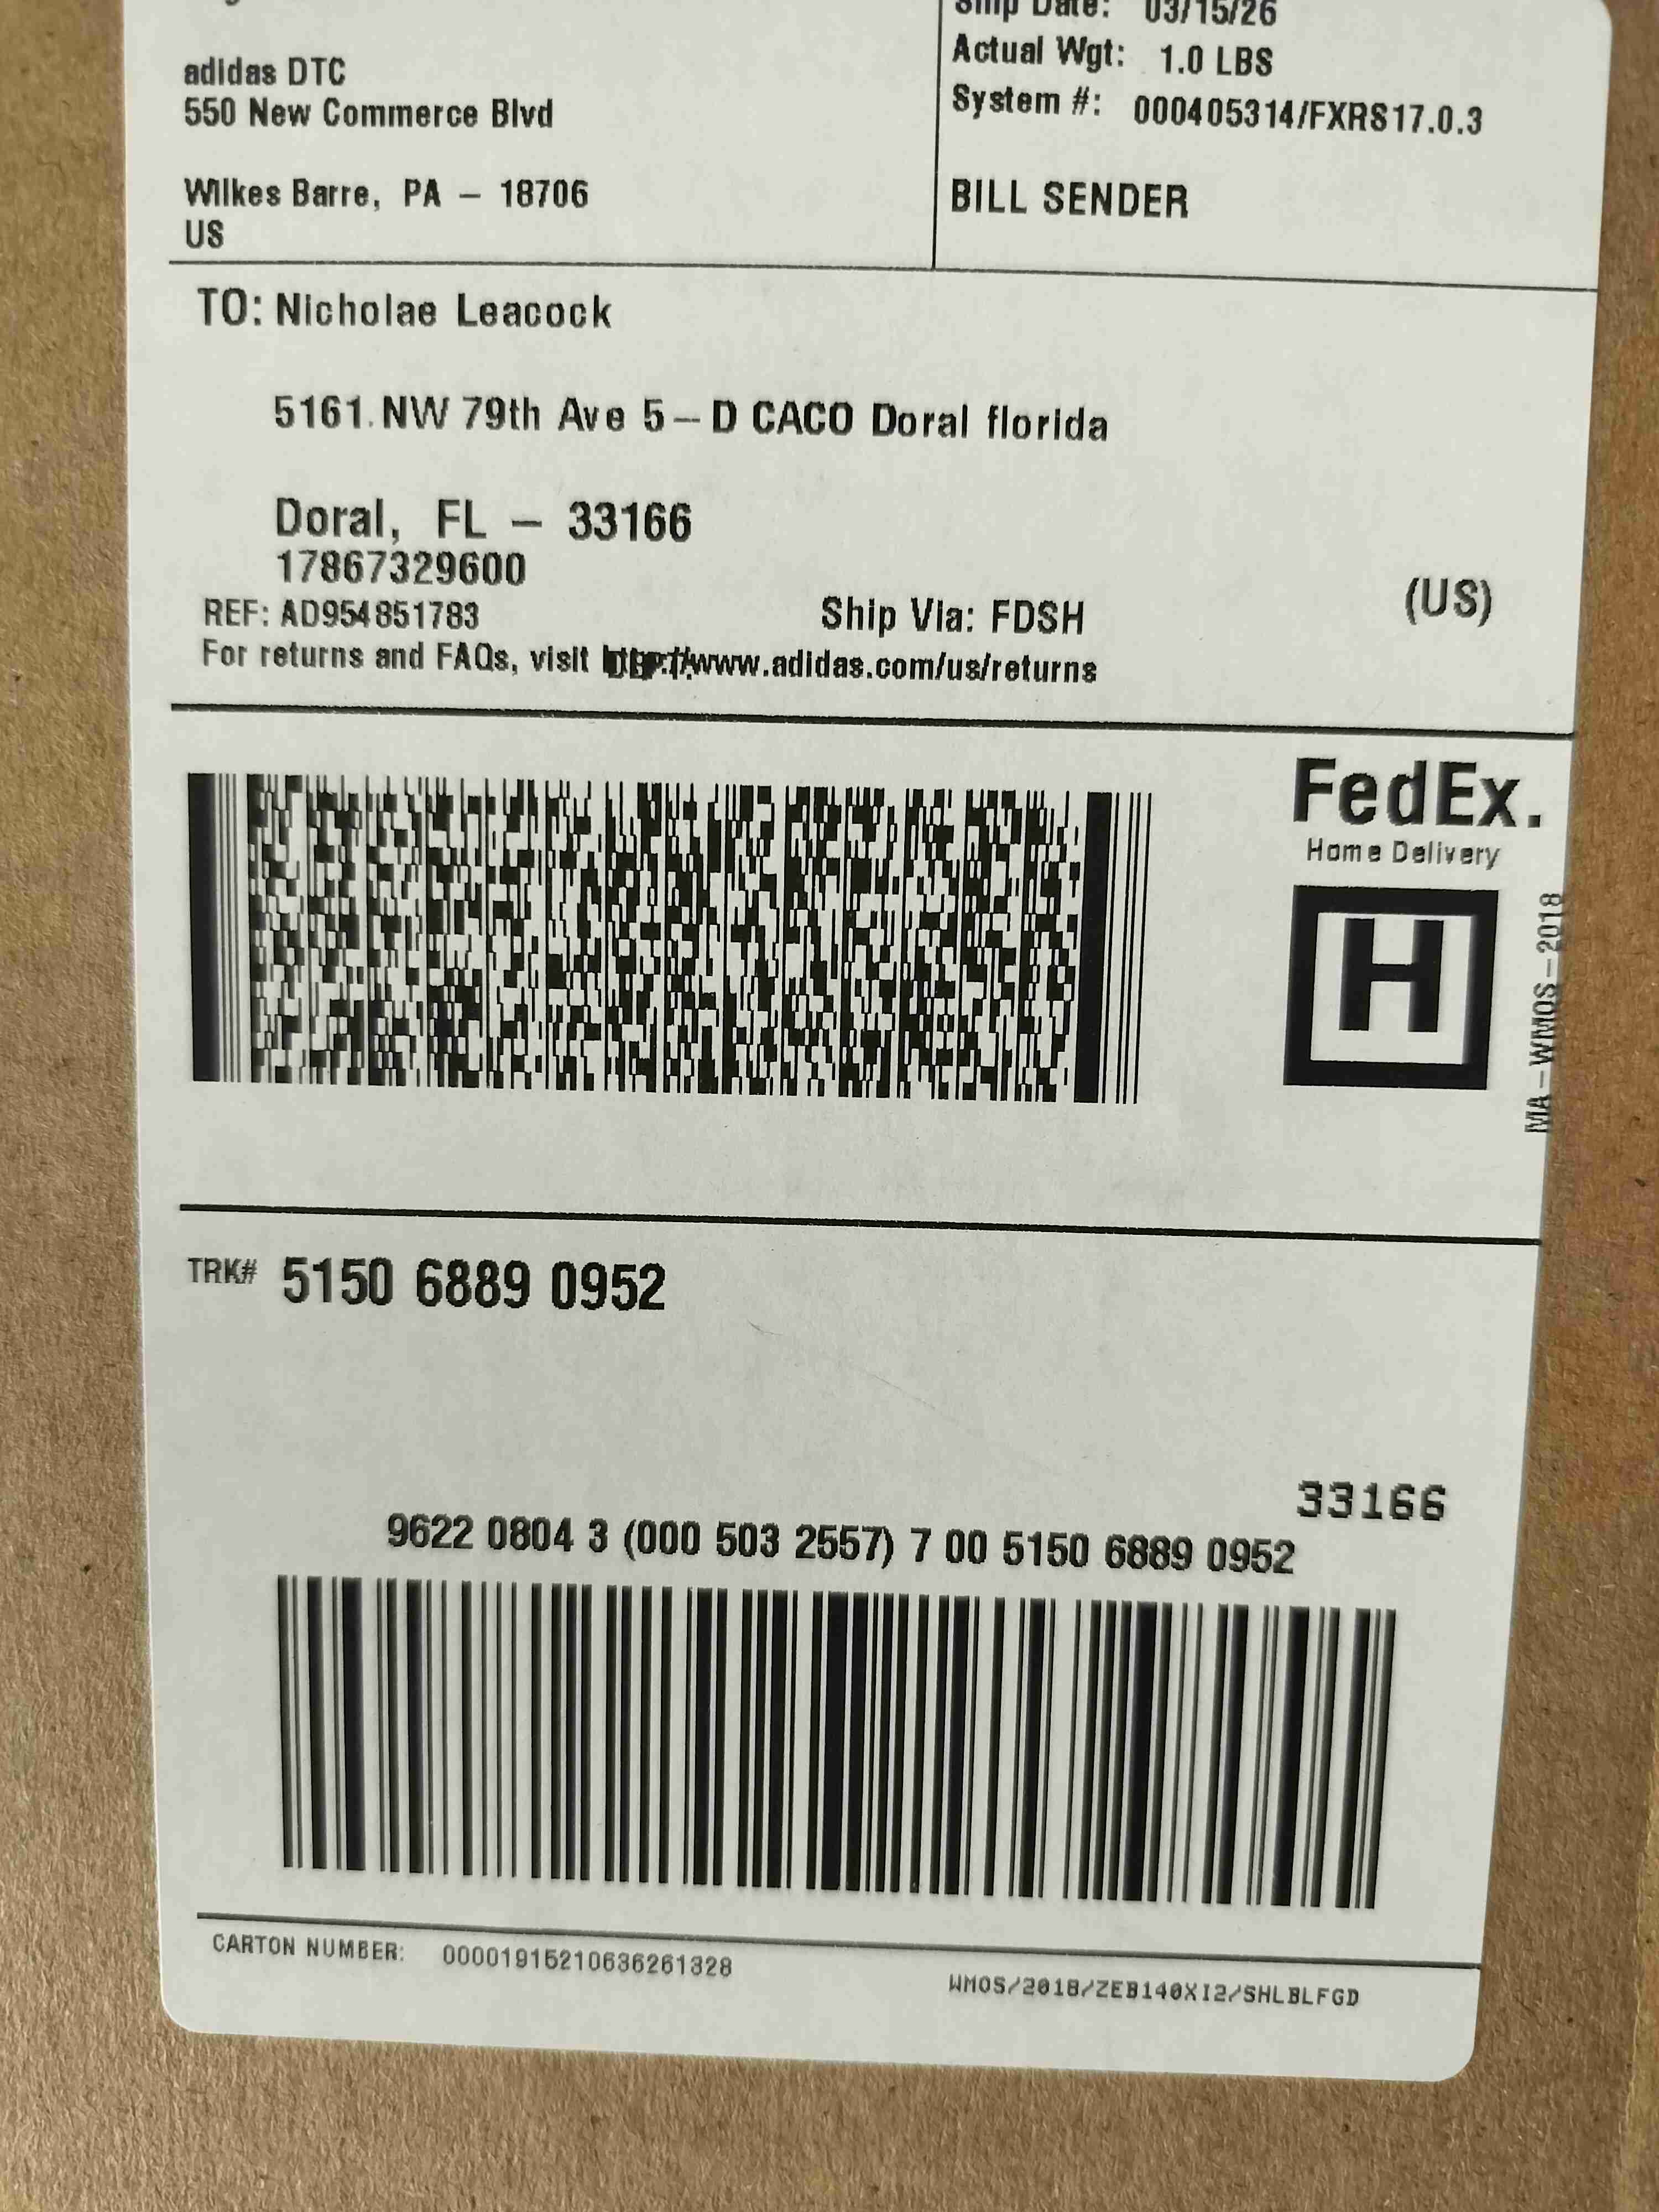 Ship Date: 03/15/26
Actual Wgt: 1.0 LBS
System #: 000405314/FXRS17.0.3
BILL SENDER
adidas DTC
550 New Commerce Blvd
Wilkes Barre, PA – 18706
US
TO: Nicholae Leacock
5161 NW 79th Ave 5 – D CACO Doral florida
Doral, FL – 33166
17867329600
(US)
REF: AD954851783 Ship Via: FDSH
For returns and FAQs, visit http://www.adidas.com/us/returns
FedEx.
Home Delivery
H
MA – WMOS – 2018
TRK# 5150 6889 0952
33166
9622 0804 3 (000 503 2557) 7 00 5150 6889 0952
CARTON NUMBER: 00001915210636261328
WMOS/2018/ZEB140XI2/SHLBLFGD